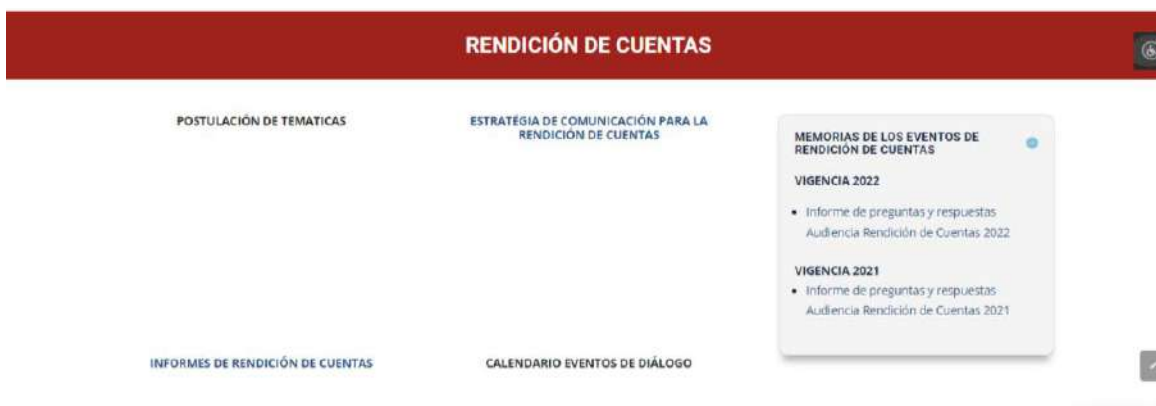 RENDICIÓN DE CUENTAS
POSTULACIÓN DE TEMATICAS
ESTRATÉGIA DE COMUNICACIÓN PARA LA
RENDICIÓN DE CUENTAS
MEMORIAS DE LOS EVENTOS DE
RENDICIÓN DE CUENTAS
VIGENCIA 2022
• Informe de preguntas y respuestas
Audiencia Rendición de Cuentas 2022
VIGENCIA 2021
• Informe de preguntas y respuestas
Audiencia Rendición de Cuentas 2021
INFORMES DE RENDICIÓN DE CUENTAS
CALENDARIO EVENTOS DE DIÁLOGO